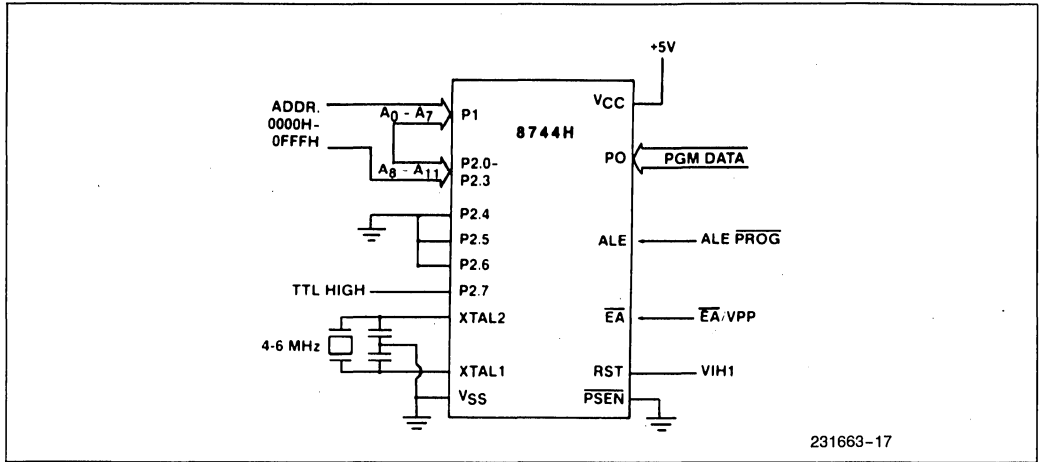 +5V
ADDR.
0000H-
0FFFH
A0 - A7
P1
VCC
8744H
P2.0-
P2.3
A8 - A11
PO
PGM DATA
P2.4
P2.5
P2.6
ALE
ALE PROG
TTL HIGH
P2.7
XTAL2
EA
EA/VPP
4-6 MHz
XTAL1
RST
VIH1
VSS
PSEN
231663-17